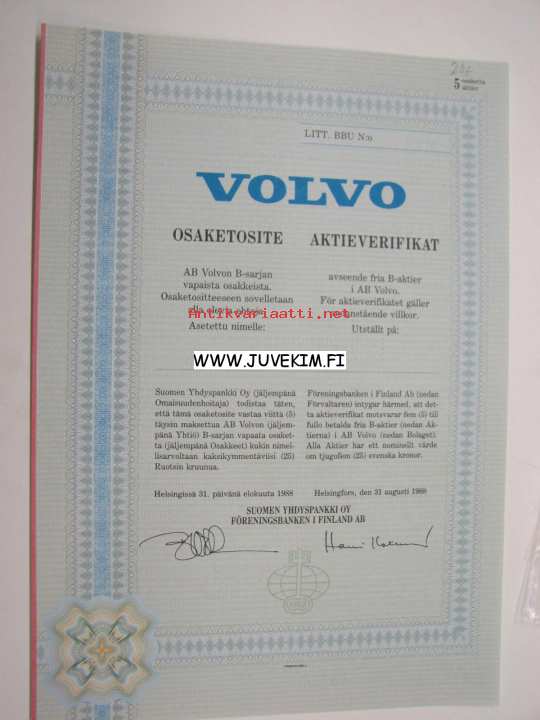 5 osaketta
aktier
LITT. BBU N:o
VOLVO
OSAKETOSITE AKTIEVERIFIKAT
AB Volvon B-sarjan
vapaista osakkeista.
Osaketositteeseen sovelletaan
alla olevia ehtoja.
Asetettu nimelle:
avseende fria B-aktier
i AB Volvo.
För aktieverifikatet gäller
nedanstående villkor.
Utställt på:
antikvariaatti.net
WWW.JUVEKIM.FI
Suomen Yhdyspankki Oy (jäljempänä
Omaisuudenhoitaja) todistaa täten,
että tämä osaketosite vastaa viittä (5)
täysin maksettua AB Volvon (jäljem-
pänä Yhtiö) B-sarjan vapaata osaket-
ta (jäljempänä Osakkeet) kukin nimel-
lisarvoltaan kaksikymmentäviisi (25)
Ruotsin kruunua.
Föreningsbanken i Finland Ab (nedan
Förvaltaren) intygar härmed, att det-
ta aktieverifikat motsvarar fem (5) till
fullo betalda fria B-aktier (nedan Ak-
tierna) i AB Volvo (nedan Bolaget).
Alla Aktier har ett nominellt värde
om tjugofem (25) svenska kronor.
Helsingissä 31. päivänä elokuuta 1988
Helsingfors, den 31 augusti 1988
SUOMEN YHDYSPANKKI OY
FÖRENINGSBANKEN I FINLAND AB